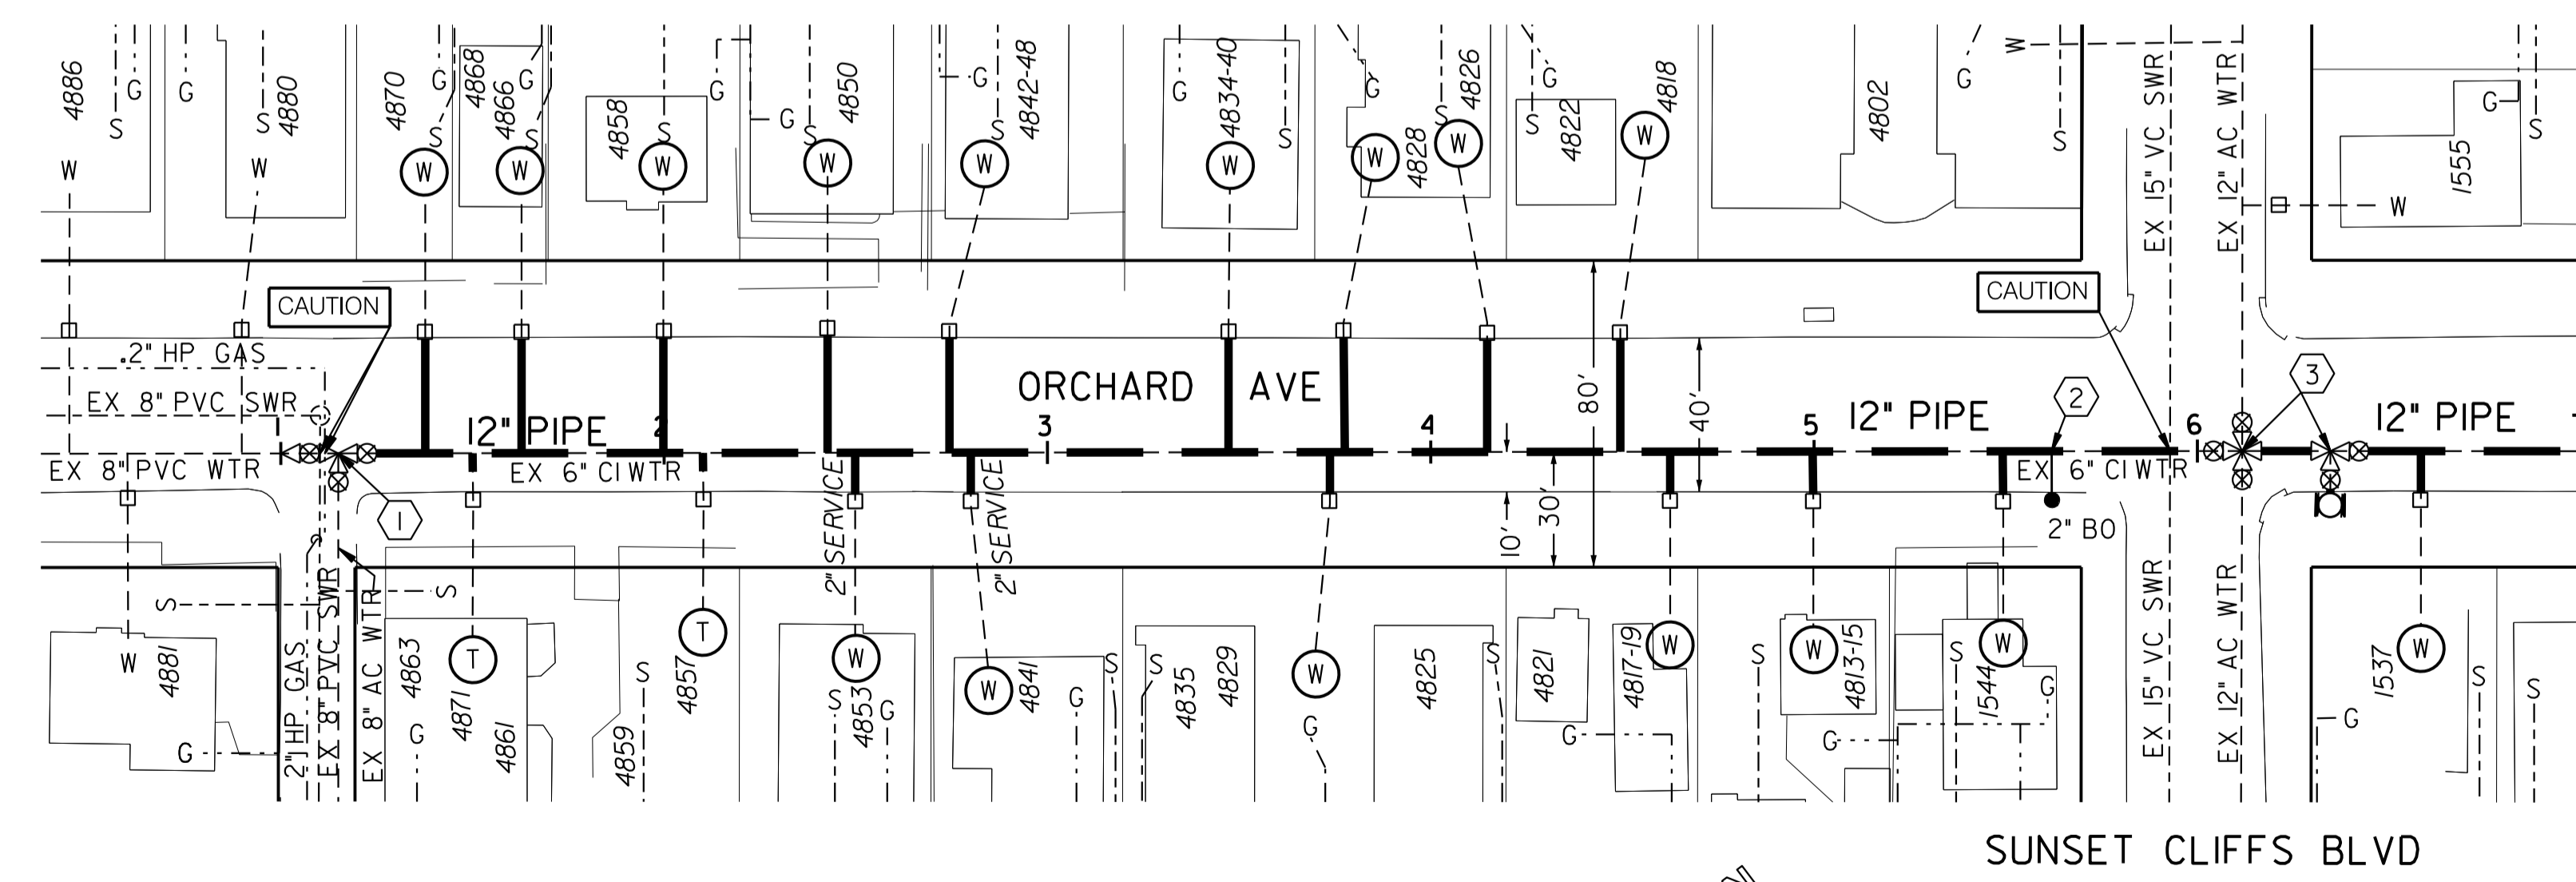 4886
S
G
W
G
S
4880
W
4870
G
S
W
4868
4866
G
S
W
4858
S
W
G
G
S
4850
W
G
S
4842-48
W
G
4834-40
S
W
G
W
4828
S
4826
W
G
S
4822
4818
W
4802
G
S
W
EX 15" VC SWR
EX 12" AC WTR
W
G
S
1555
CAUTION
CAUTION
.2" HP GAS
EX 8" PVC SWR
1
12" PIPE
2
ORCHARD AVE
3
4
5
12" PIPE
2
6
3
12" PIPE
80'
40'
EX 8" PVC WTR
EX 6" CI WTR
EX 6" CI WTR
1
2" SERVICE
2" SERVICE
10'
30'
2" BO
S
S
W
4881
G
2" HP GAS
EX 8" PVC SWR
EX 8" AC WTR
4863
G
4871
T
4861
4859
S
4857
T
W
S
4853
G
W
4841
G
S
S
4835
4829
W
G
4825
S
4821
4817-19
W
G
S
W
4813-15
G
S
W
1544
G
EX 15" VC SWR
EX 12" AC WTR
1537
W
G
S
S
SUNSET CLIFFS BLVD